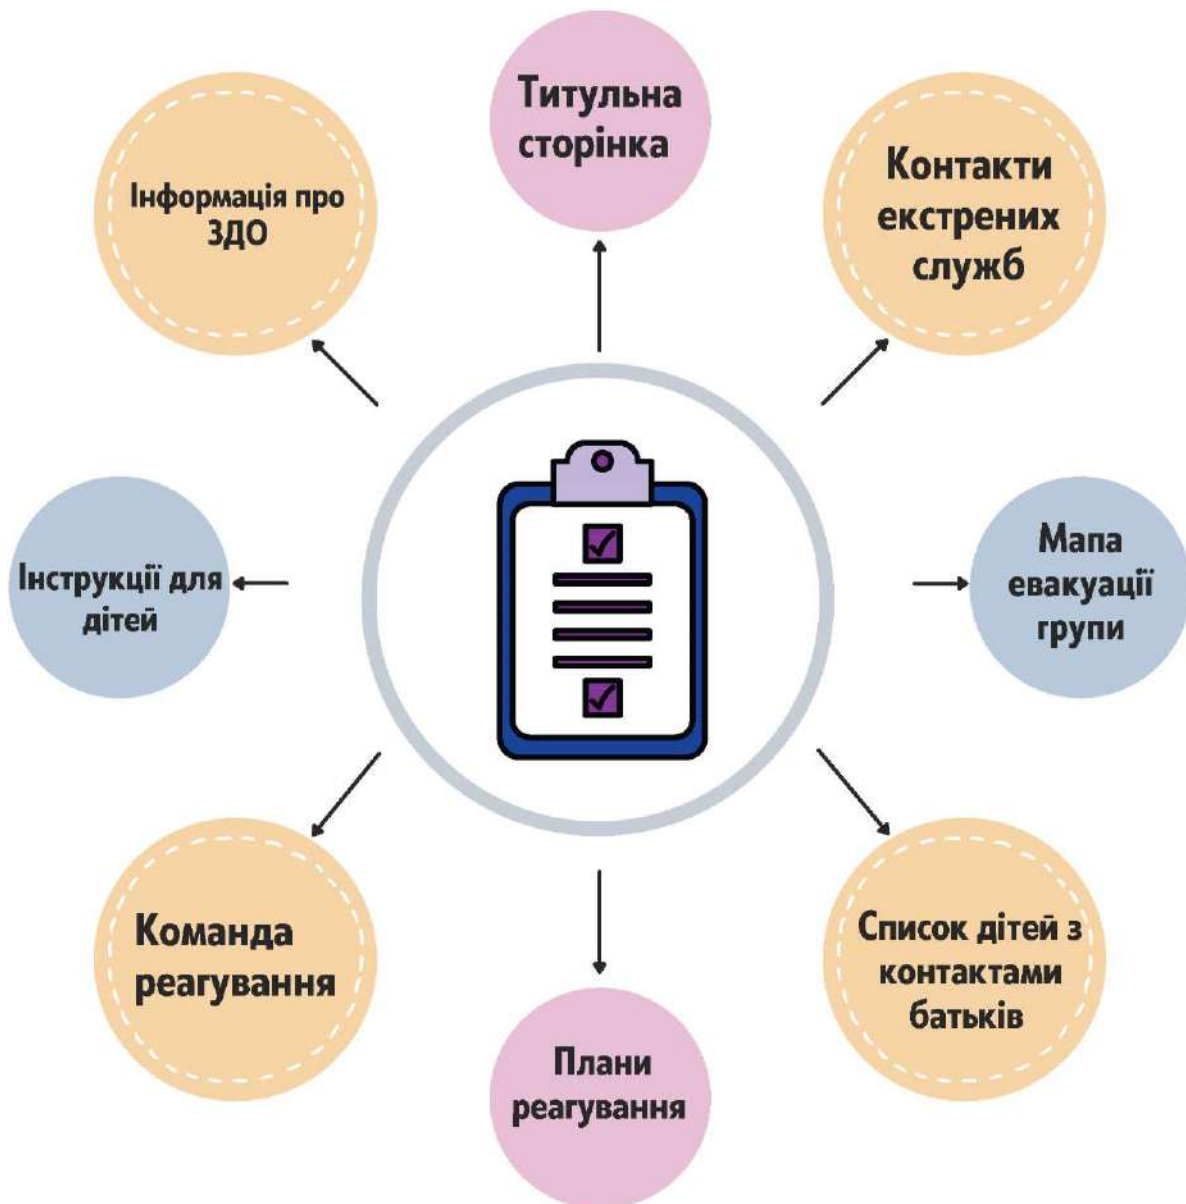 Титульна
сторінка
Інформація про
ЗДО
Контакти
екстрених
служб
Інструкції для
дітей
Мапа
евакуації
групи
Команда
реагування
Список дітей з
контактами
батьків
Плани
реагування